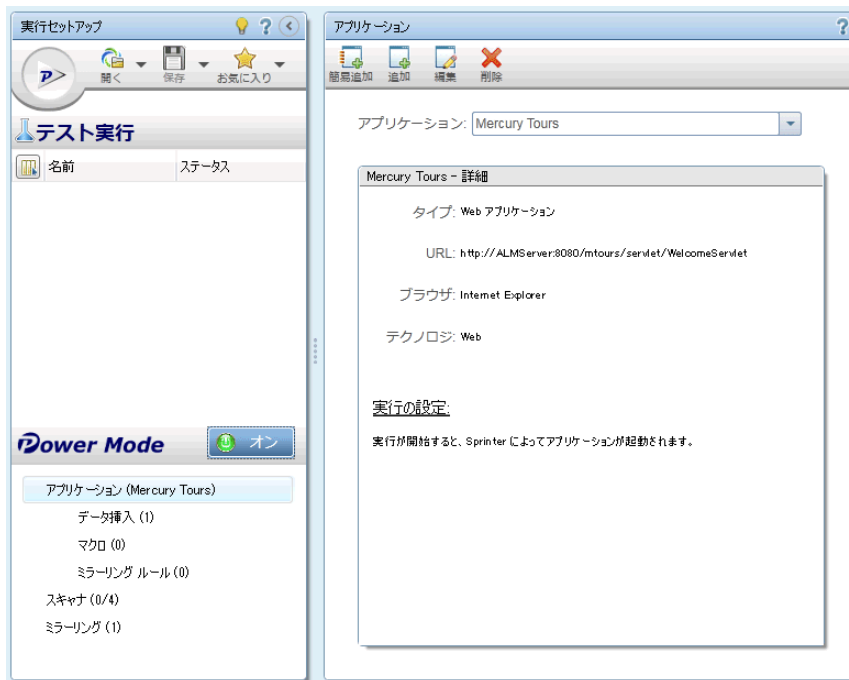 実行セットアップ
?
P>
開く
保存
お気に入り
テスト実行
名前 ステータス
Power Mode
オン
アプリケーション (Mercury Tours)
データ挿入 (1)
マクロ (0)
ミラーリング ルール (0)
スキャナ (0/4)
ミラーリング (1)
アプリケーション
?
簡易追加 追加 編集 削除
アプリケーション: Mercury Tours
Mercury Tours - 詳細
タイプ: Web アプリケーション
URL: http://ALMServer:8080/mtours/servlet/WelcomeServlet
ブラウザ: Internet Explorer
テクノロジ: Web
実行の設定:
実行が開始すると、Sprinter によってアプリケーションが起動されます。